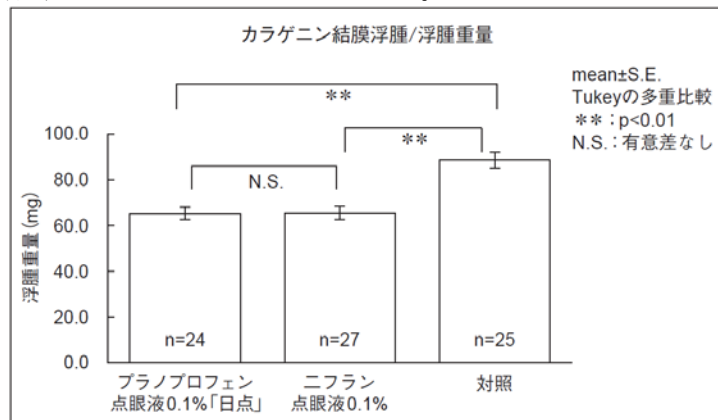 カラゲニン結膜浮腫/浮腫重量
mean±S.E.
Tukeyの多重比較
**：p<0.01
N.S.：有意差なし
**
**
N.S.
浮腫重量(mg)
100.0
80.0
60.0
40.0
20.0
0.0
n=24
n=27
n=25
プラノプロフェン
点眼液0.1%「日点」
ニフラン
点眼液0.1%
対照